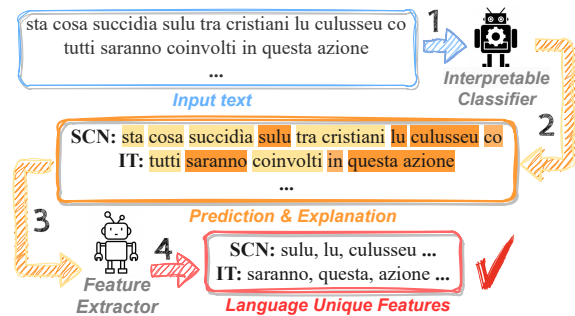 sta cosa succidìa sulu tra cristiani lu culusseu co
tutti saranno coinvolti in questa azione
...
Input text
1
Interpretable
Classifier
2
SCN: sta cosa succidìa sulu tra cristiani lu culusseu co
IT: tutti saranno coinvolti in questa azione
...
Prediction & Explanation
3
Feature
Extractor
4
SCN: sulu, lu, culusseu ...
IT: saranno, questa, azione ...
Language Unique Features